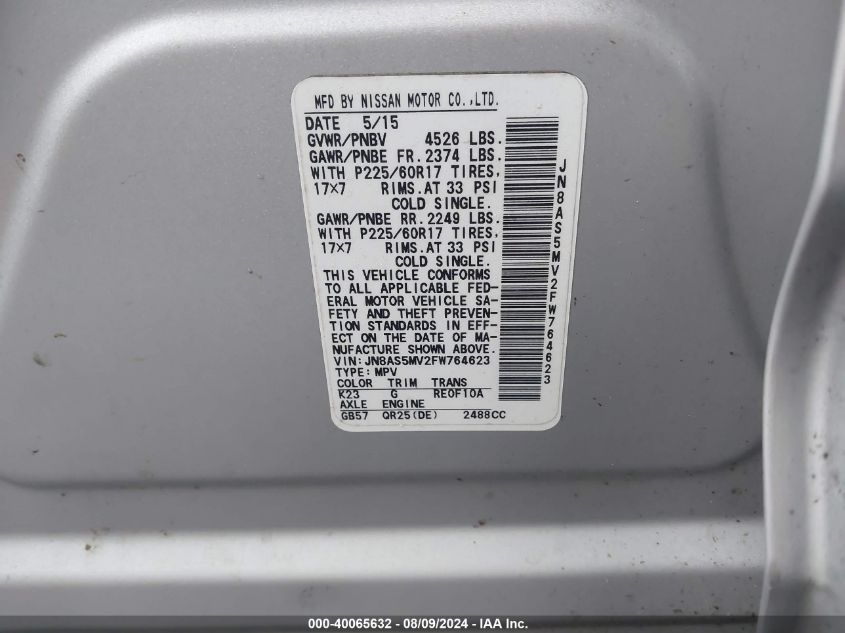 MFD BY NISSAN MOTOR CO.,LTD.
DATE 5/15
GVWR/PNBV 4526 LBS.
GAWR/PNBE FR. 2374 LBS.
WITH P225/60R17 TIRES,
17×7 RIMS.AT 33 PSI
COLD SINGLE.
GAWR/PNBE RR. 2249 LBS.
WITH P225/60R17 TIRES,
17×7 RIMS.AT 33 PSI
COLD SINGLE.
THIS VEHICLE CONFORMS
TO ALL APPLICABLE FED-
ERAL MOTOR VEHICLE SA-
FETY AND THEFT PREVEN-
TION STANDARDS IN EFF-
ECT ON THE DATE OF MA-
NUFACTURE SHOWN ABOVE.
VIN:JN8AS5MV2FW764623
TYPE: MPV
COLOR TRIM TRANS
K23 G RE0F10A
AXLE ENGINE
GB57 QR25(DE) 2488CC
JN8AS5MV2FW764623
000-40065632 - 08/09/2024 - IAA Inc.